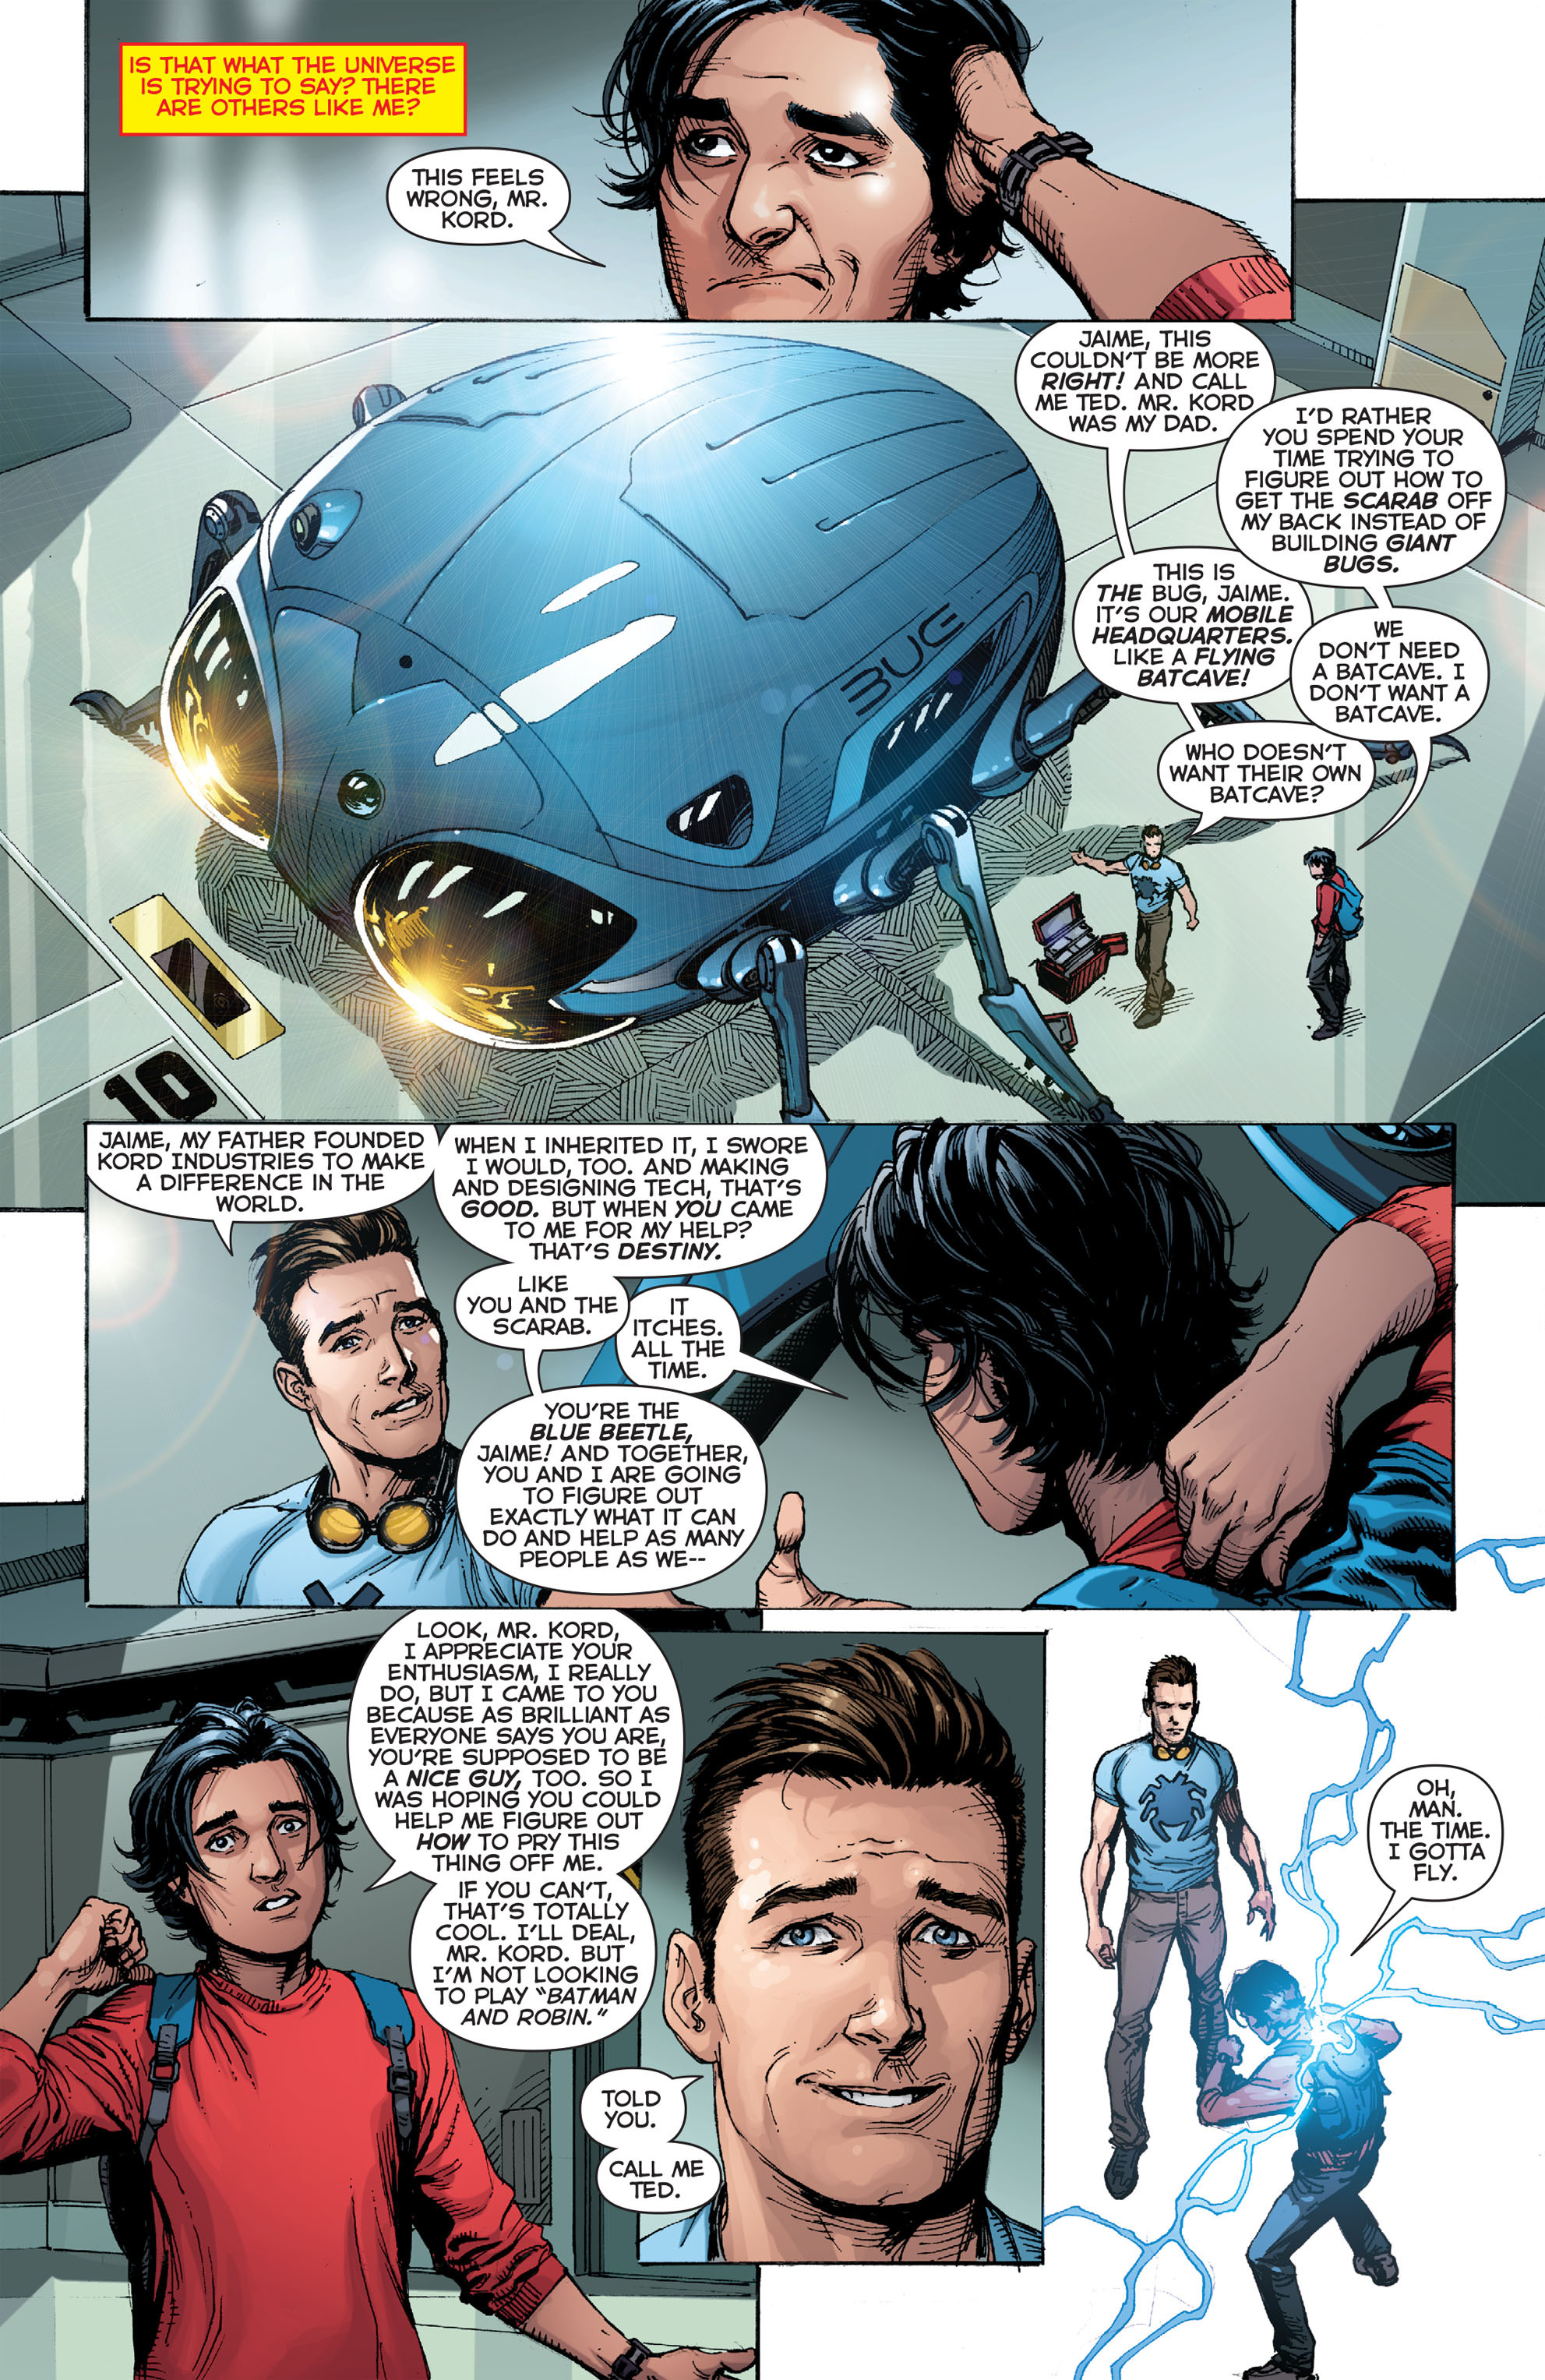 IS THAT WHAT THE UNIVERSE
IS TRYING TO SAY? THERE
ARE OTHERS LIKE ME?
THIS FEELS
WRONG, MR.
KORD.
JAIME, THIS
COULDN'T BE MORE
RIGHT! AND CALL
ME TED. MR. KORD
WAS MY DAD.
I'D RATHER
YOU SPEND YOUR
TIME TRYING TO
FIGURE OUT HOW TO
GET THE SCARAB OFF
MY BACK INSTEAD OF
BUILDING GIANT
BUGS.
THIS IS
THE BUG, JAIME.
IT'S OUR MOBILE
HEADQUARTERS.
LIKE A FLYING
BATCAVE!
WE
DON'T NEED
A BATCAVE. I
DON'T WANT A
BATCAVE.
WHO DOESN'T
WANT THEIR OWN
BATCAVE?
BUG
10
JAIME, MY FATHER FOUNDED
KORD INDUSTRIES TO MAKE
A DIFFERENCE IN THE
WORLD.
WHEN I INHERITED IT, I SWORE
I WOULD, TOO. AND MAKING
AND DESIGNING TECH, THAT'S
GOOD. BUT WHEN YOU CAME
TO ME FOR MY HELP?
THAT'S DESTINY.
LIKE
YOU AND THE
SCARAB.
IT
ITCHES.
ALL THE
TIME.
YOU'RE THE
BLUE BEETLE,
JAIME! AND TOGETHER,
YOU AND I ARE GOING
TO FIGURE OUT
EXACTLY WHAT IT CAN
DO AND HELP AS MANY
PEOPLE AS WE--
LOOK, MR. KORD,
I APPRECIATE YOUR
ENTHUSIASM, I REALLY
DO, BUT I CAME TO YOU
BECAUSE AS BRILLIANT AS
EVERYONE SAYS YOU ARE,
YOU'RE SUPPOSED TO BE
A NICE GUY, TOO. SO I
WAS HOPING YOU COULD
HELP ME FIGURE OUT
HOW TO PRY THIS
THING OFF ME.
IF YOU CAN'T,
THAT'S TOTALLY
COOL. I'LL DEAL,
MR. KORD. BUT
I'M NOT LOOKING
TO PLAY "BATMAN
AND ROBIN."
TOLD
YOU.
CALL ME
TED.
OH,
MAN.
THE TIME.
I GOTTA
FLY.